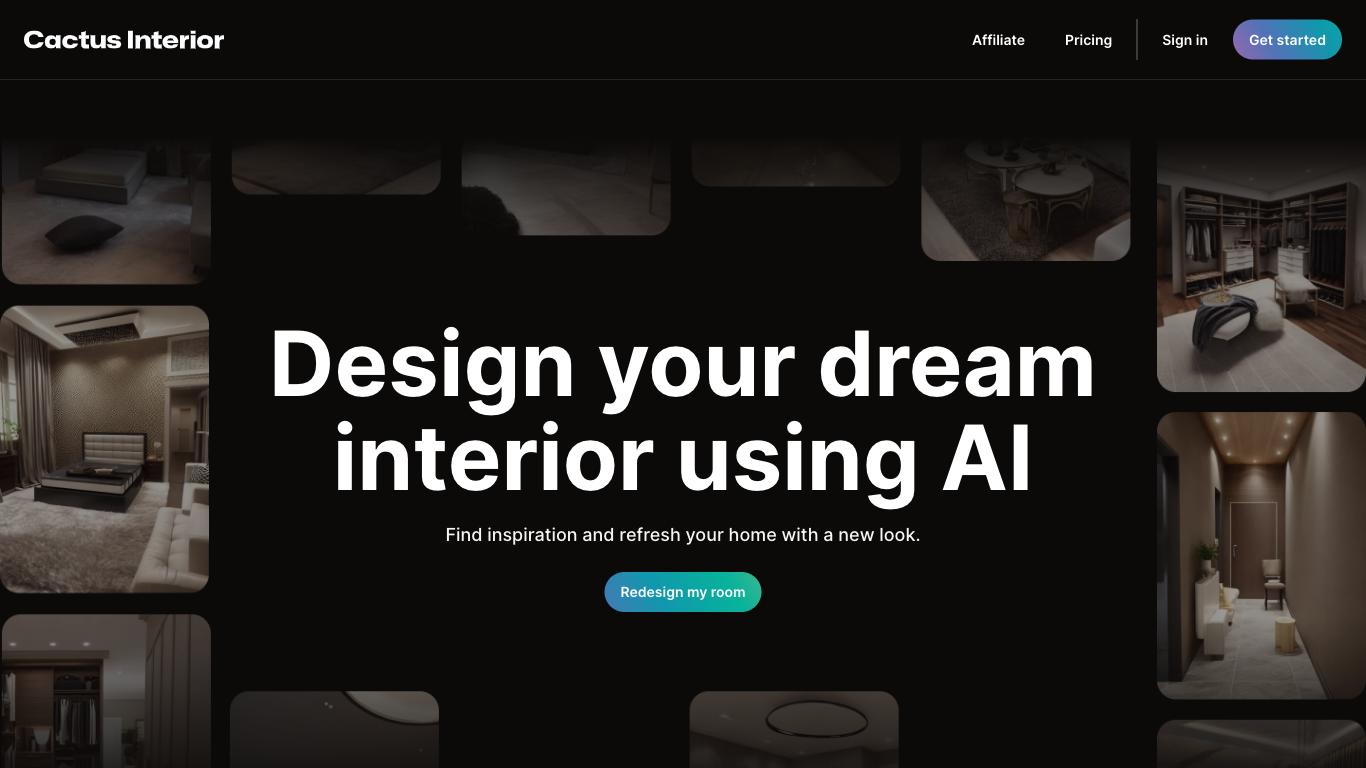 Cactus Interior
Affiliate
Pricing
Sign in
Get started
Design your dream
interior using AI
Find inspiration and refresh your home with a new look.
Redesign my room